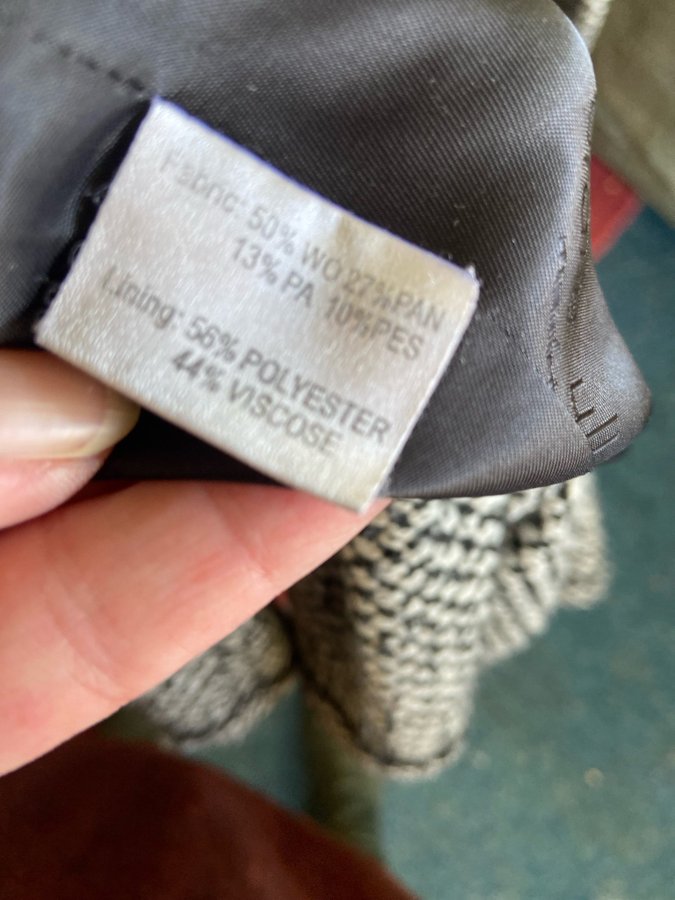 Fabric: 50% WO 27%PAN
13% PA 10%PES
Lining: 56% POLYESTER
44% VISCOSE